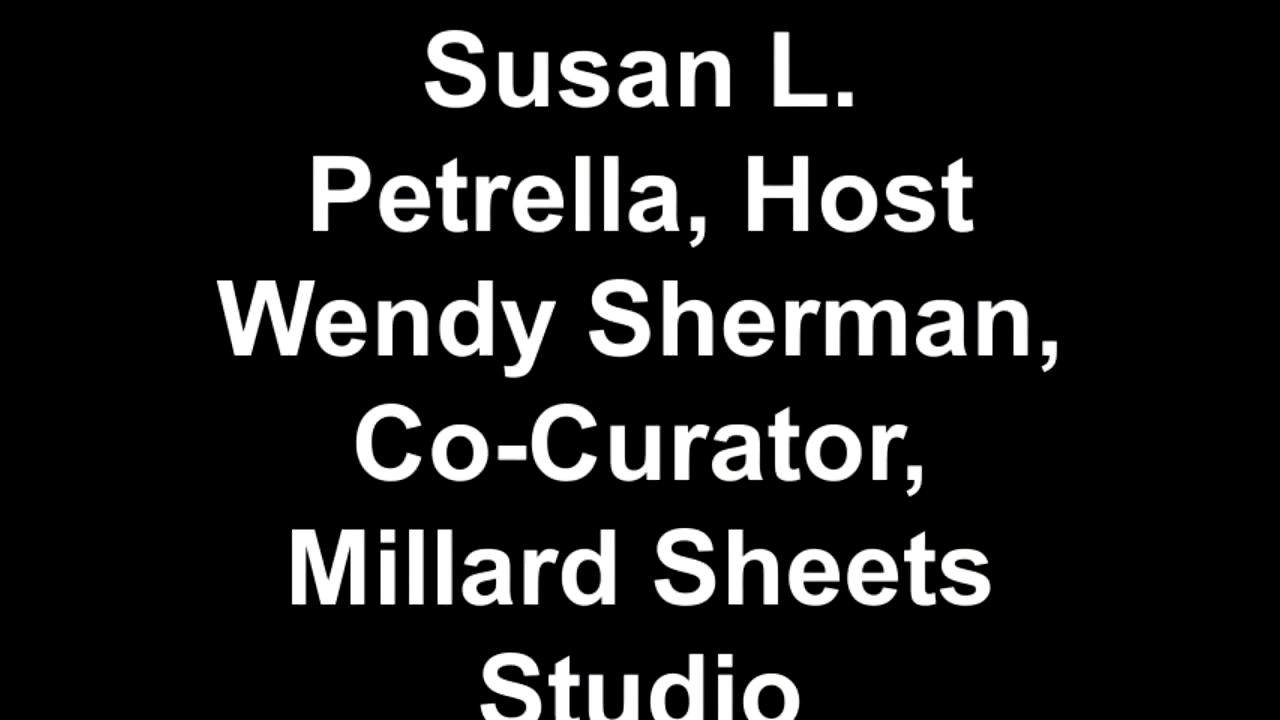 Susan L.
Petrella, Host
Wendy Sherman,
Co-Curator,
Millard Sheets
Studio